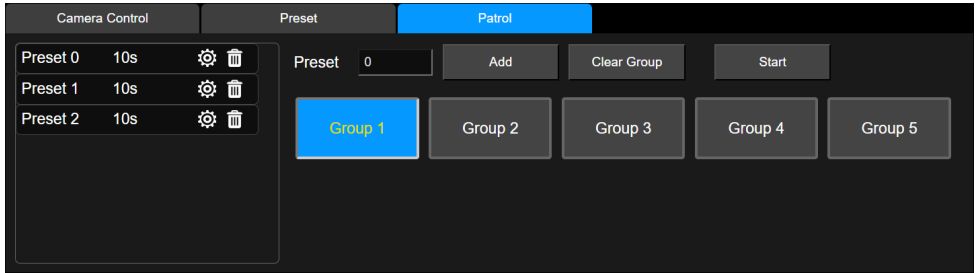 Camera Control Preset Patrol
Preset 0 10s
Preset 1 10s
Preset 2 10s
Preset 0 Add Clear Group Start
Group 1 Group 2 Group 3 Group 4 Group 5